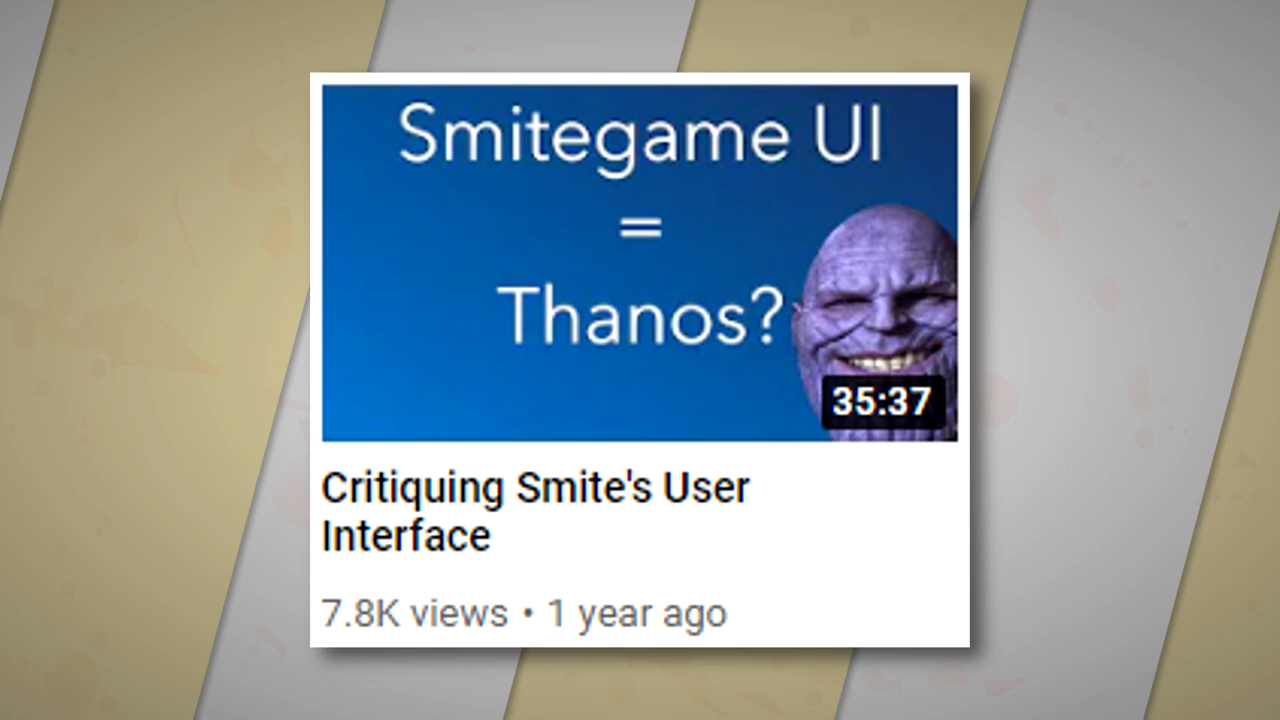 Smitegame UI
=
Thanos?
35:37
Critiquing Smite's User
Interface
7.8K views • 1 year ago